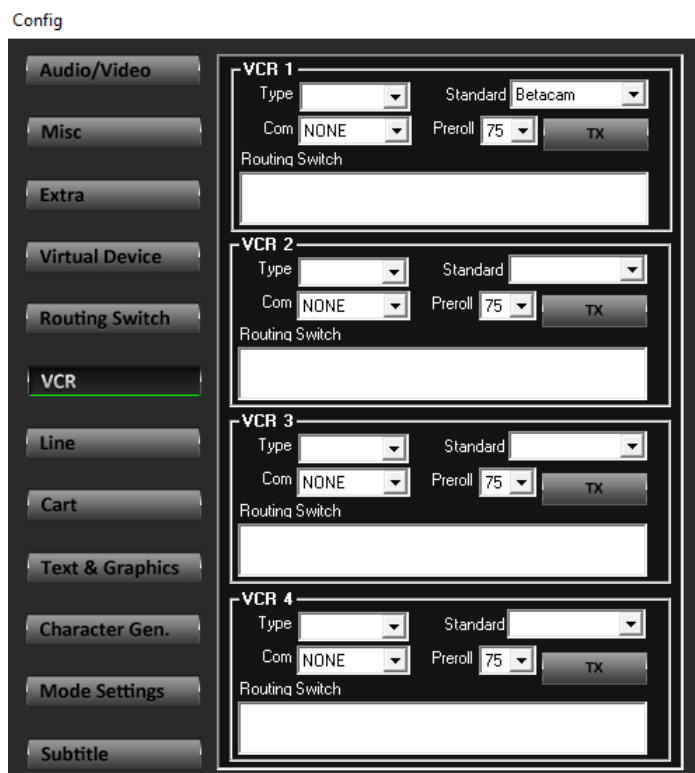 Config
Audio/Video
Misc
Extra
Virtual Device
Routing Switch
VCR
Line
Cart
Text & Graphics
Character Gen.
Mode Settings
Subtitle
VCR 1
Type Standard Betacam
Com NONE Preroll 75 TX
Routing Switch
VCR 2
Type Standard
Com NONE Preroll 75 TX
Routing Switch
VCR 3
Type Standard
Com NONE Preroll 75 TX
Routing Switch
VCR 4
Type Standard
Com NONE Preroll 75 TX
Routing Switch